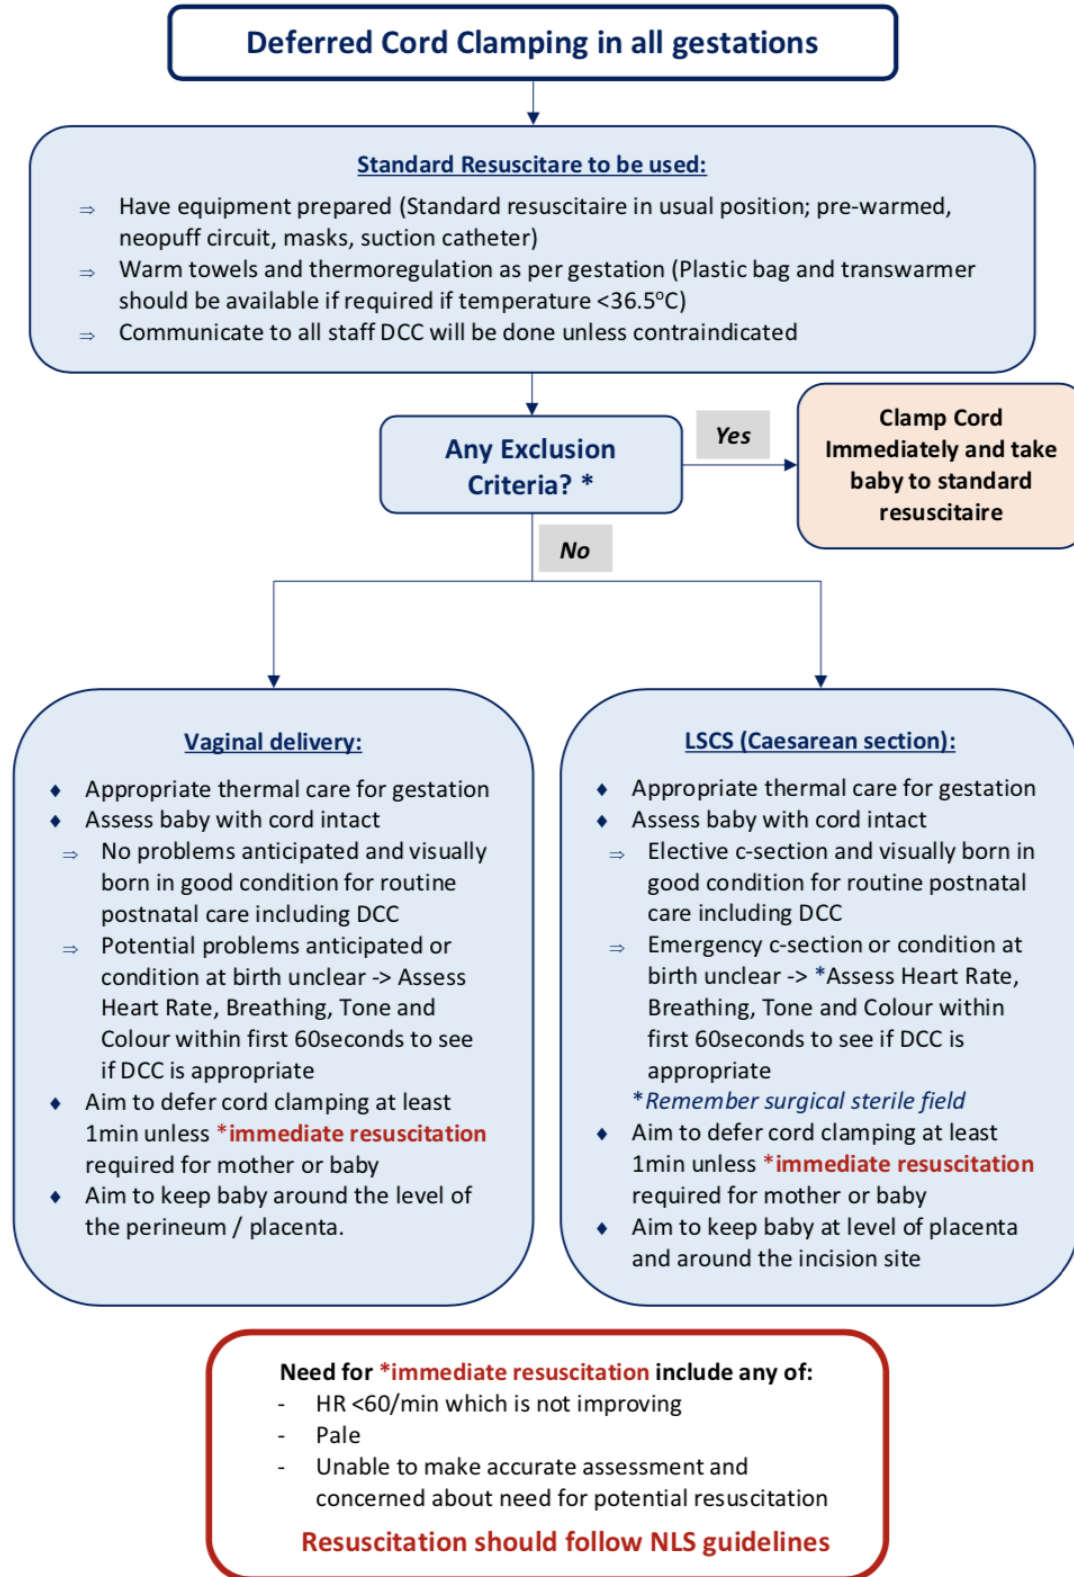 Deferred Cord Clamping in all gestations
Standard Resuscitare to be used:
⇒ Have equipment prepared (Standard resuscitaire in usual position; pre-warmed,
neopuff circuit, masks, suction catheter)
⇒ Warm towels and thermoregulation as per gestation (Plastic bag and transwarmer
should be available if required if temperature <36.5°C)
⇒ Communicate to all staff DCC will be done unless contraindicated
Any Exclusion
Criteria? *
Yes
Clamp Cord
Immediately and take
baby to standard
resuscitaire
No
Vaginal delivery:
♦ Appropriate thermal care for gestation
♦ Assess baby with cord intact
⇒ No problems anticipated and visually
born in good condition for routine
postnatal care including DCC
⇒ Potential problems anticipated or
condition at birth unclear -> Assess
Heart Rate, Breathing, Tone and
Colour within first 60seconds to see
if DCC is appropriate
♦ Aim to defer cord clamping at least
1min unless *immediate resuscitation
required for mother or baby
♦ Aim to keep baby around the level of
the perineum / placenta.
LSCS (Caesarean section):
♦ Appropriate thermal care for gestation
♦ Assess baby with cord intact
⇒ Elective c-section and visually born in
good condition for routine postnatal
care including DCC
⇒ Emergency c-section or condition at
birth unclear -> *Assess Heart Rate,
Breathing, Tone and Colour within
first 60seconds to see if DCC is
appropriate
*Remember surgical sterile field
♦ Aim to defer cord clamping at least
1min unless *immediate resuscitation
required for mother or baby
♦ Aim to keep baby at level of placenta
and around the incision site
Need for *immediate resuscitation include any of:
- HR <60/min which is not improving
- Pale
- Unable to make accurate assessment and
concerned about need for potential resuscitation
Resuscitation should follow NLS guidelines